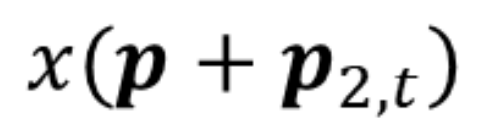 x(p + p₂,ₜ)